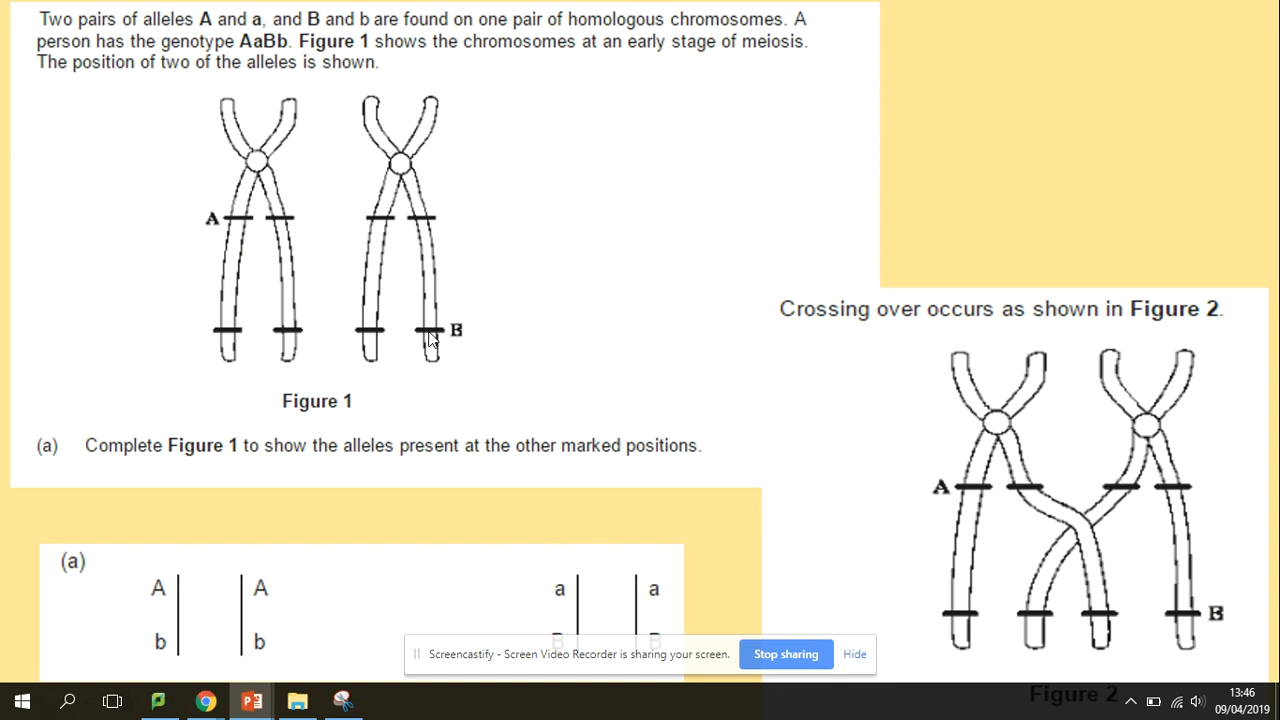 Two pairs of alleles A and a, and B and b are found on one pair of homologous chromosomes. A
person has the genotype AaBb. Figure 1 shows the chromosomes at an early stage of meiosis.
The position of two of the alleles is shown.
A
B
Figure 1
(a) Complete Figure 1 to show the alleles present at the other marked positions.
Crossing over occurs as shown in Figure 2.
A
B
Figure 2
(a)
A A a a
b b B B
Screencastify - Screen Video Recorder is sharing your screen. Stop sharing Hide
13:46
09/04/2019